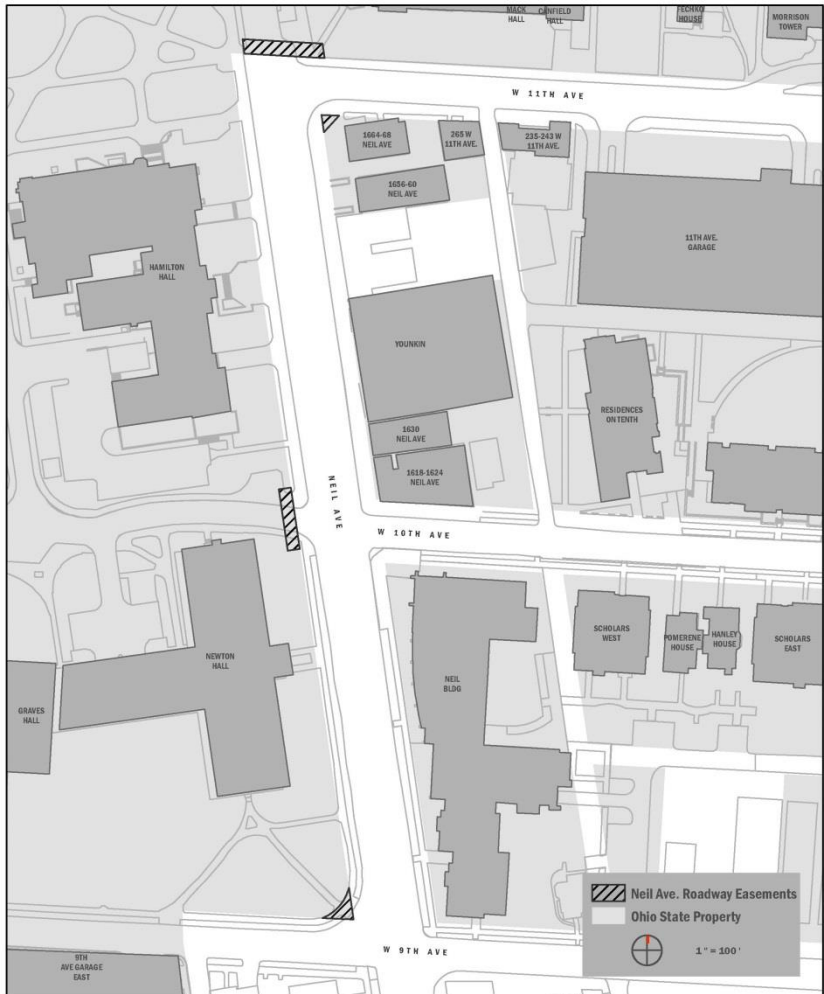 MACK
HALL
CANFIELD
HALL
FECHKO
HOUSE
MORRISON
TOWER
W 11TH AVE
1664-68
NEIL AVE
265 W
11TH AVE.
235-243 W
11TH AVE.
1656-60
NEIL AVE
11TH AVE.
GARAGE
HAMILTON
HALL
YOUNKIN
RESIDENCES
ON TENTH
1630
NEIL AVE
1618-1624
NEIL AVE
NEIL AVE
W 10TH AVE
NEWTON
HALL
GRAVES
HALL
NEIL
BLDG
SCHOLARS
WEST
POMERENE
HOUSE
HANLEY
HOUSE
SCHOLARS
EAST
W 9TH AVE
9TH
AVE GARAGE
EAST
Neil Ave. Roadway Easements
Ohio State Property
1" = 100'